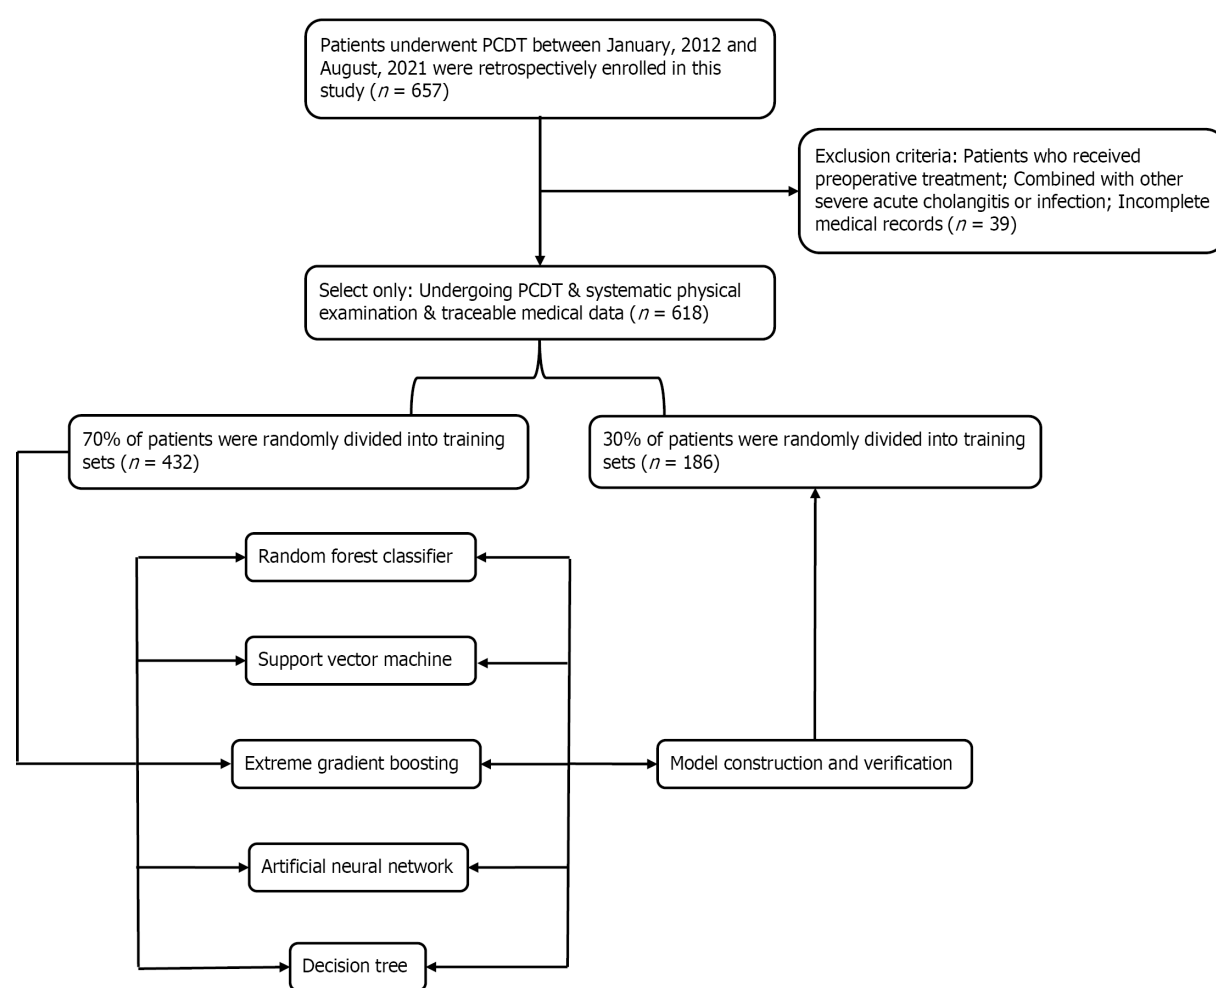 Patients underwent PCDT between January, 2012 and
August, 2021 were retrospectively enrolled in this
study (n = 657)
Exclusion criteria: Patients who received
preoperative treatment; Combined with other
severe acute cholangitis or infection; Incomplete
medical records (n = 39)
Select only: Undergoing PCDT & systematic physical
examination & traceable medical data (n = 618)
70% of patients were randomly divided into training
sets (n = 432)
30% of patients were randomly divided into training
sets (n = 186)
Random forest classifier
Support vector machine
Extreme gradient boosting
Model construction and verification
Artificial neural network
Decision tree